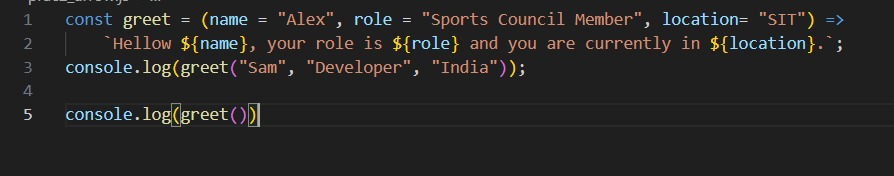 1 const greet = (name = "Alex", role = "Sports Council Member", location= "SIT") =>
2 `Hellow ${name}, your role is ${role} and you are currently in ${location}.`;
3 console.log(greet("Sam", "Developer", "India"));
4
5 console.log(greet())